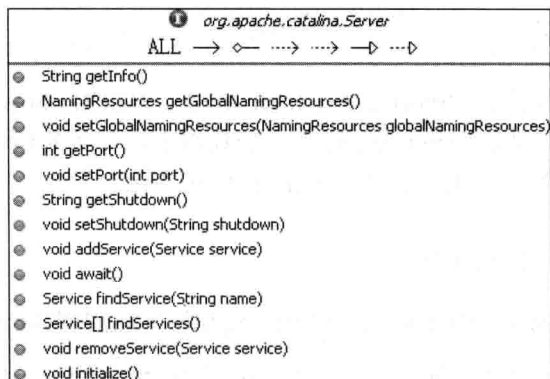 org.apache.catalina.Server
ALL
String getInfo()
NamingResources getGlobalNamingResources()
void setGlobalNamingResources(NamingResources globalNamingResources)
int getPort()
void setPort(int port)
String getShutdown()
void setShutdown(String shutdown)
void addService(Service service)
void await()
Service findService(String name)
Service[] findServices()
void removeService(Service service)
void initialize()